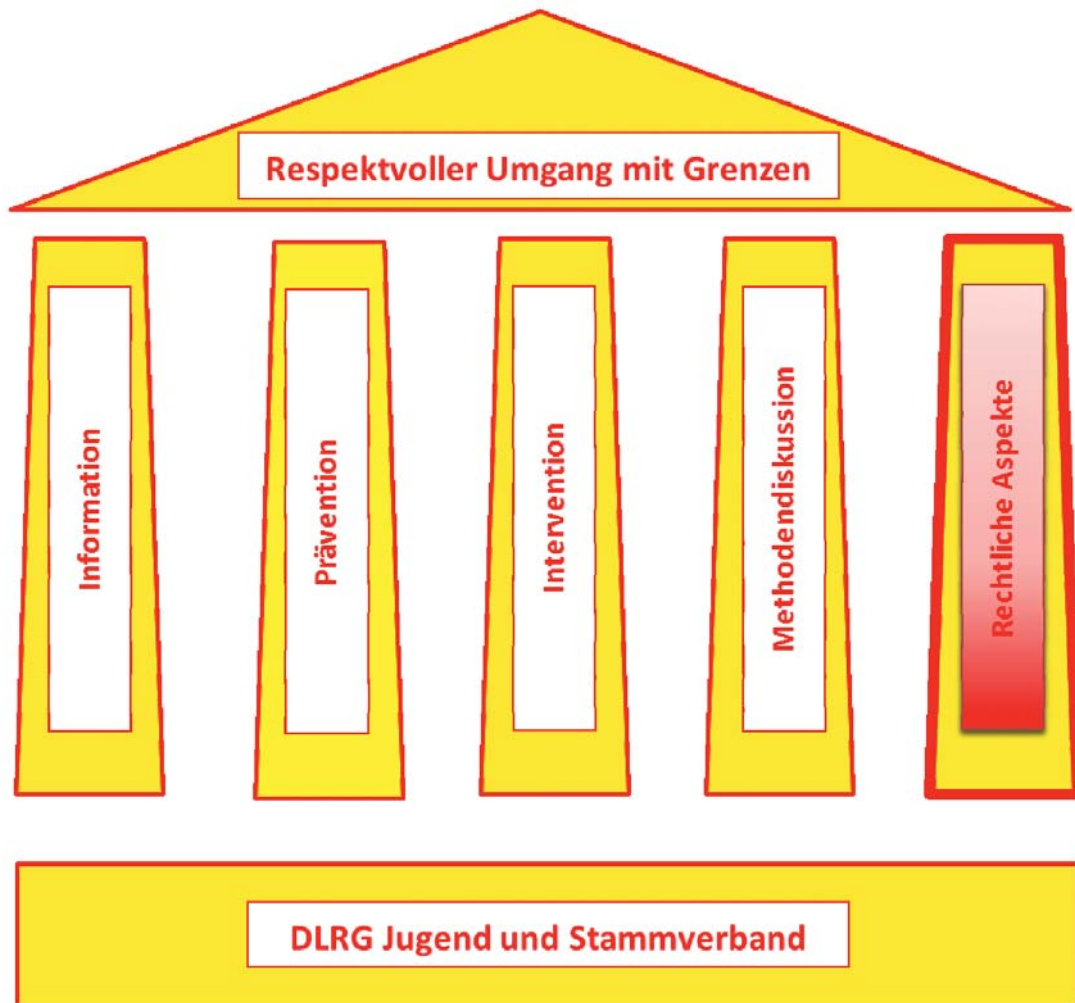 Respektvoller Umgang mit Grenzen
Information
Prävention
Intervention
Methodendiskussion
Rechtliche Aspekte
DLRG Jugend und Stammverband